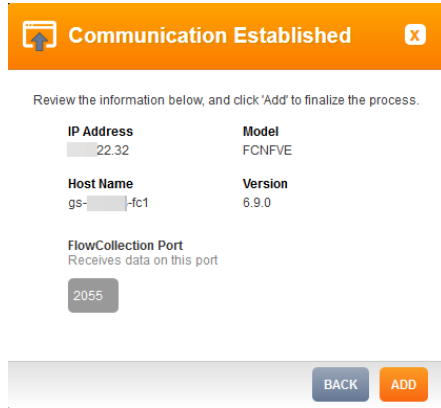 Communication Established
X
Review the information below, and click 'Add' to finalize the process.
IP Address Model
22.32 FCNFVE
Host Name Version
gs- -fc1 6.9.0
FlowCollection Port
Receives data on this port
2055
BACK ADD